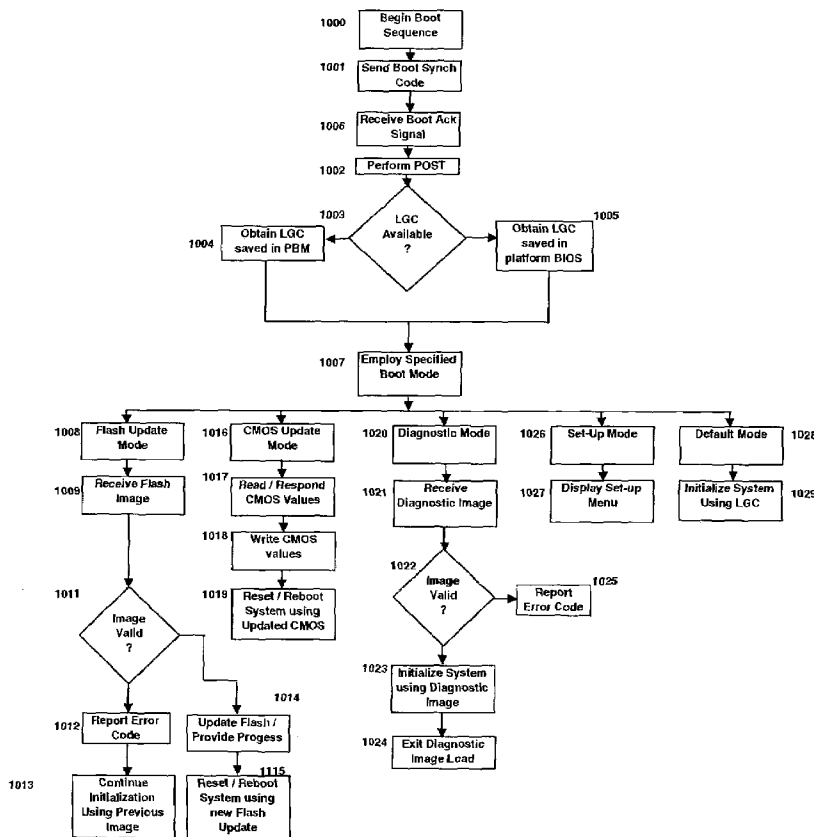 1000
Begin Boot
Sequence
1001
Send Boot Synch
Code
1006
Receive Boot Ack
Signal
1002
Perform POST
1003
LGC
Available
?
1004
Obtain LGC
saved in PBM
1005
Obtain LGC
saved in
platform BIOS
1007
Employ Specified
Boot Mode
1008
Flash Update
Mode
1016
CMOS Update
Mode
1020
Diagnostic Mode
1026
Set-Up Mode
Default Mode
1028
1009
Receive Flash
Image
1017
Read / Respond
CMOS Values
1021
Receive
Diagnostic Image
1027
Display Set-up
Menu
Initialize System
Using LGC
1029
1018
Write CMOS
values
1019
Reset / Reboot
System using
Updated CMOS
1022
Image
Valid
?
1025
Report
Error Code
1011
Image
Valid
?
1023
Initialize System
using Diagnostic
Image
1012
Report Error
Code
1014
Update Flash /
Provide Progess
1024
Exit Diagnostic
Image Load
1013
Continue
Initialization
Using Previous
Image
1115
Reset / Reboot
System using
new Flash
Update